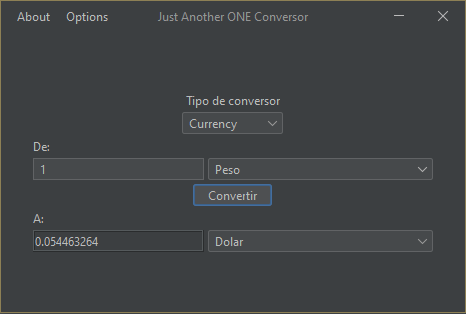 About Options Just Another ONE Conversor
Tipo de conversor
Currency
De:
1 Peso
Convertir
A:
0.054463264 Dolar